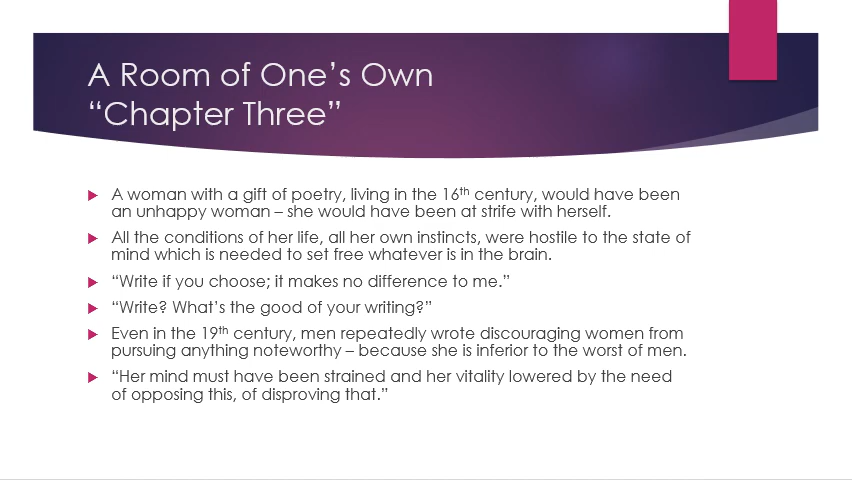 A Room of One’s Own
“Chapter Three”
A woman with a gift of poetry, living in the 16th century, would have been
an unhappy woman – she would have been at strife with herself.
All the conditions of her life, all her own instincts, were hostile to the state of
mind which is needed to set free whatever is in the brain.
“Write if you choose; it makes no difference to me.”
“Write? What’s the good of your writing?”
Even in the 19th century, men repeatedly wrote discouraging women from
pursuing anything noteworthy – because she is inferior to the worst of men.
“Her mind must have been strained and her vitality lowered by the need
of opposing this, of disproving that.”